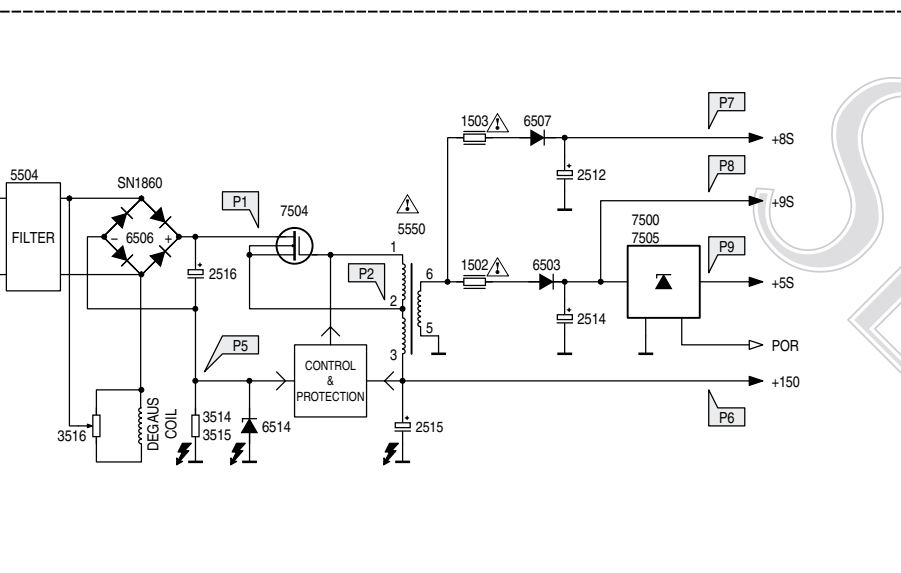 P7
1503 6507
+8S
P8
2512
5504
SN1860
P1
+9S
7504
7500
7505
5550
FILTER
− 6506 +
1
P9
2516
P2
6
1502 6503
+5S
2
2514
5
P5
3
POR
CONTROL
&
PROTECTION
+150
3516
DEGAUS
COIL
3514
3515
6514
2515
P6